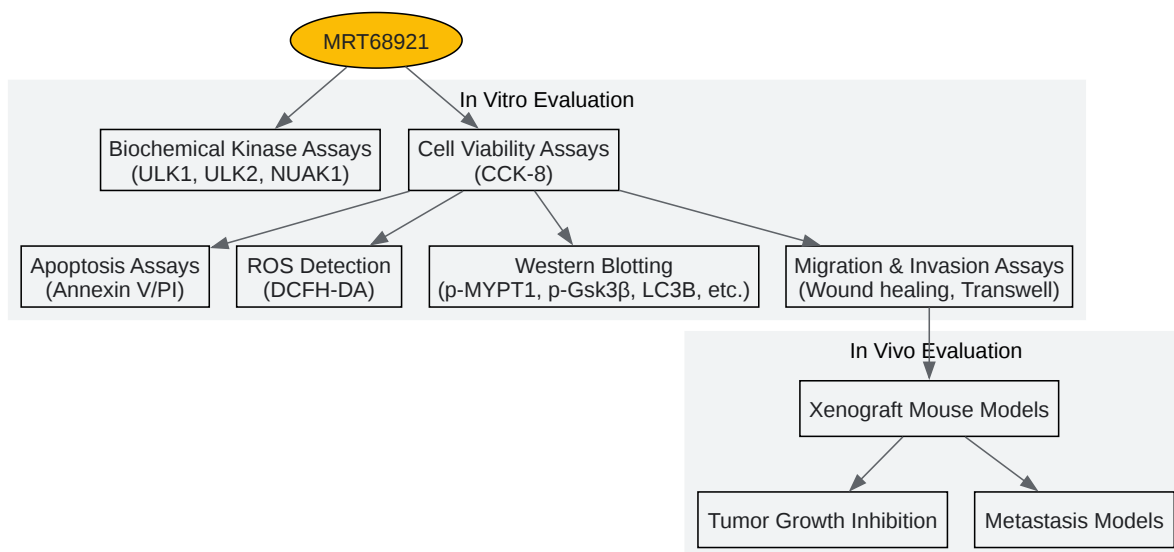 MRT68921
In Vitro Evaluation
Biochemical Kinase Assays
(ULK1, ULK2, NUAK1)
Cell Viability Assays
(CCK-8)
Apoptosis Assays
(Annexin V/PI)
ROS Detection
(DCFH-DA)
Western Blotting
(p-MYPT1, p-Gsk3β, LC3B, etc.)
Migration & Invasion Assays
(Wound healing, Transwell)
In Vivo Evaluation
Xenograft Mouse Models
Tumor Growth Inhibition
Metastasis Models